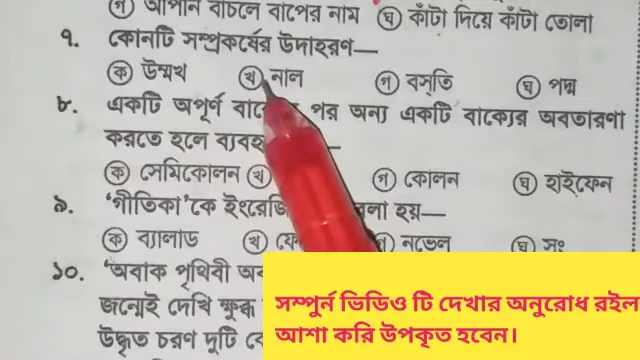 গ আপনি বাঁচলে বাপের নাম ঘ কাঁটা দিয়ে কাঁটা তোলা
৭. কোনটি সম্প্রকর্ষের উদাহরণ—
ক উম্মখ খ নাল গ বস্তি ঘ পদ্ম
৮. একটি অপূর্ণ পর অন্য একটি বাক্যের অবতারণা
করতে হলে
ক সেমিকোলন খ গ কোলন ঘ হাইফেন
৯. ‘গীতিকা’কে বলা হয়—
ক ব্যালাড খ গ নভেল ঘ সং
১০. ‘অবাক পৃথিবী
জন্মেই দেখি ক্ষুব্ধ
উদ্ধৃত চরণ দুটি
সম্পুর্ন ভিডিও টি দেখার অনুরোধ রইল
আশা করি উপকৃত হবেন।